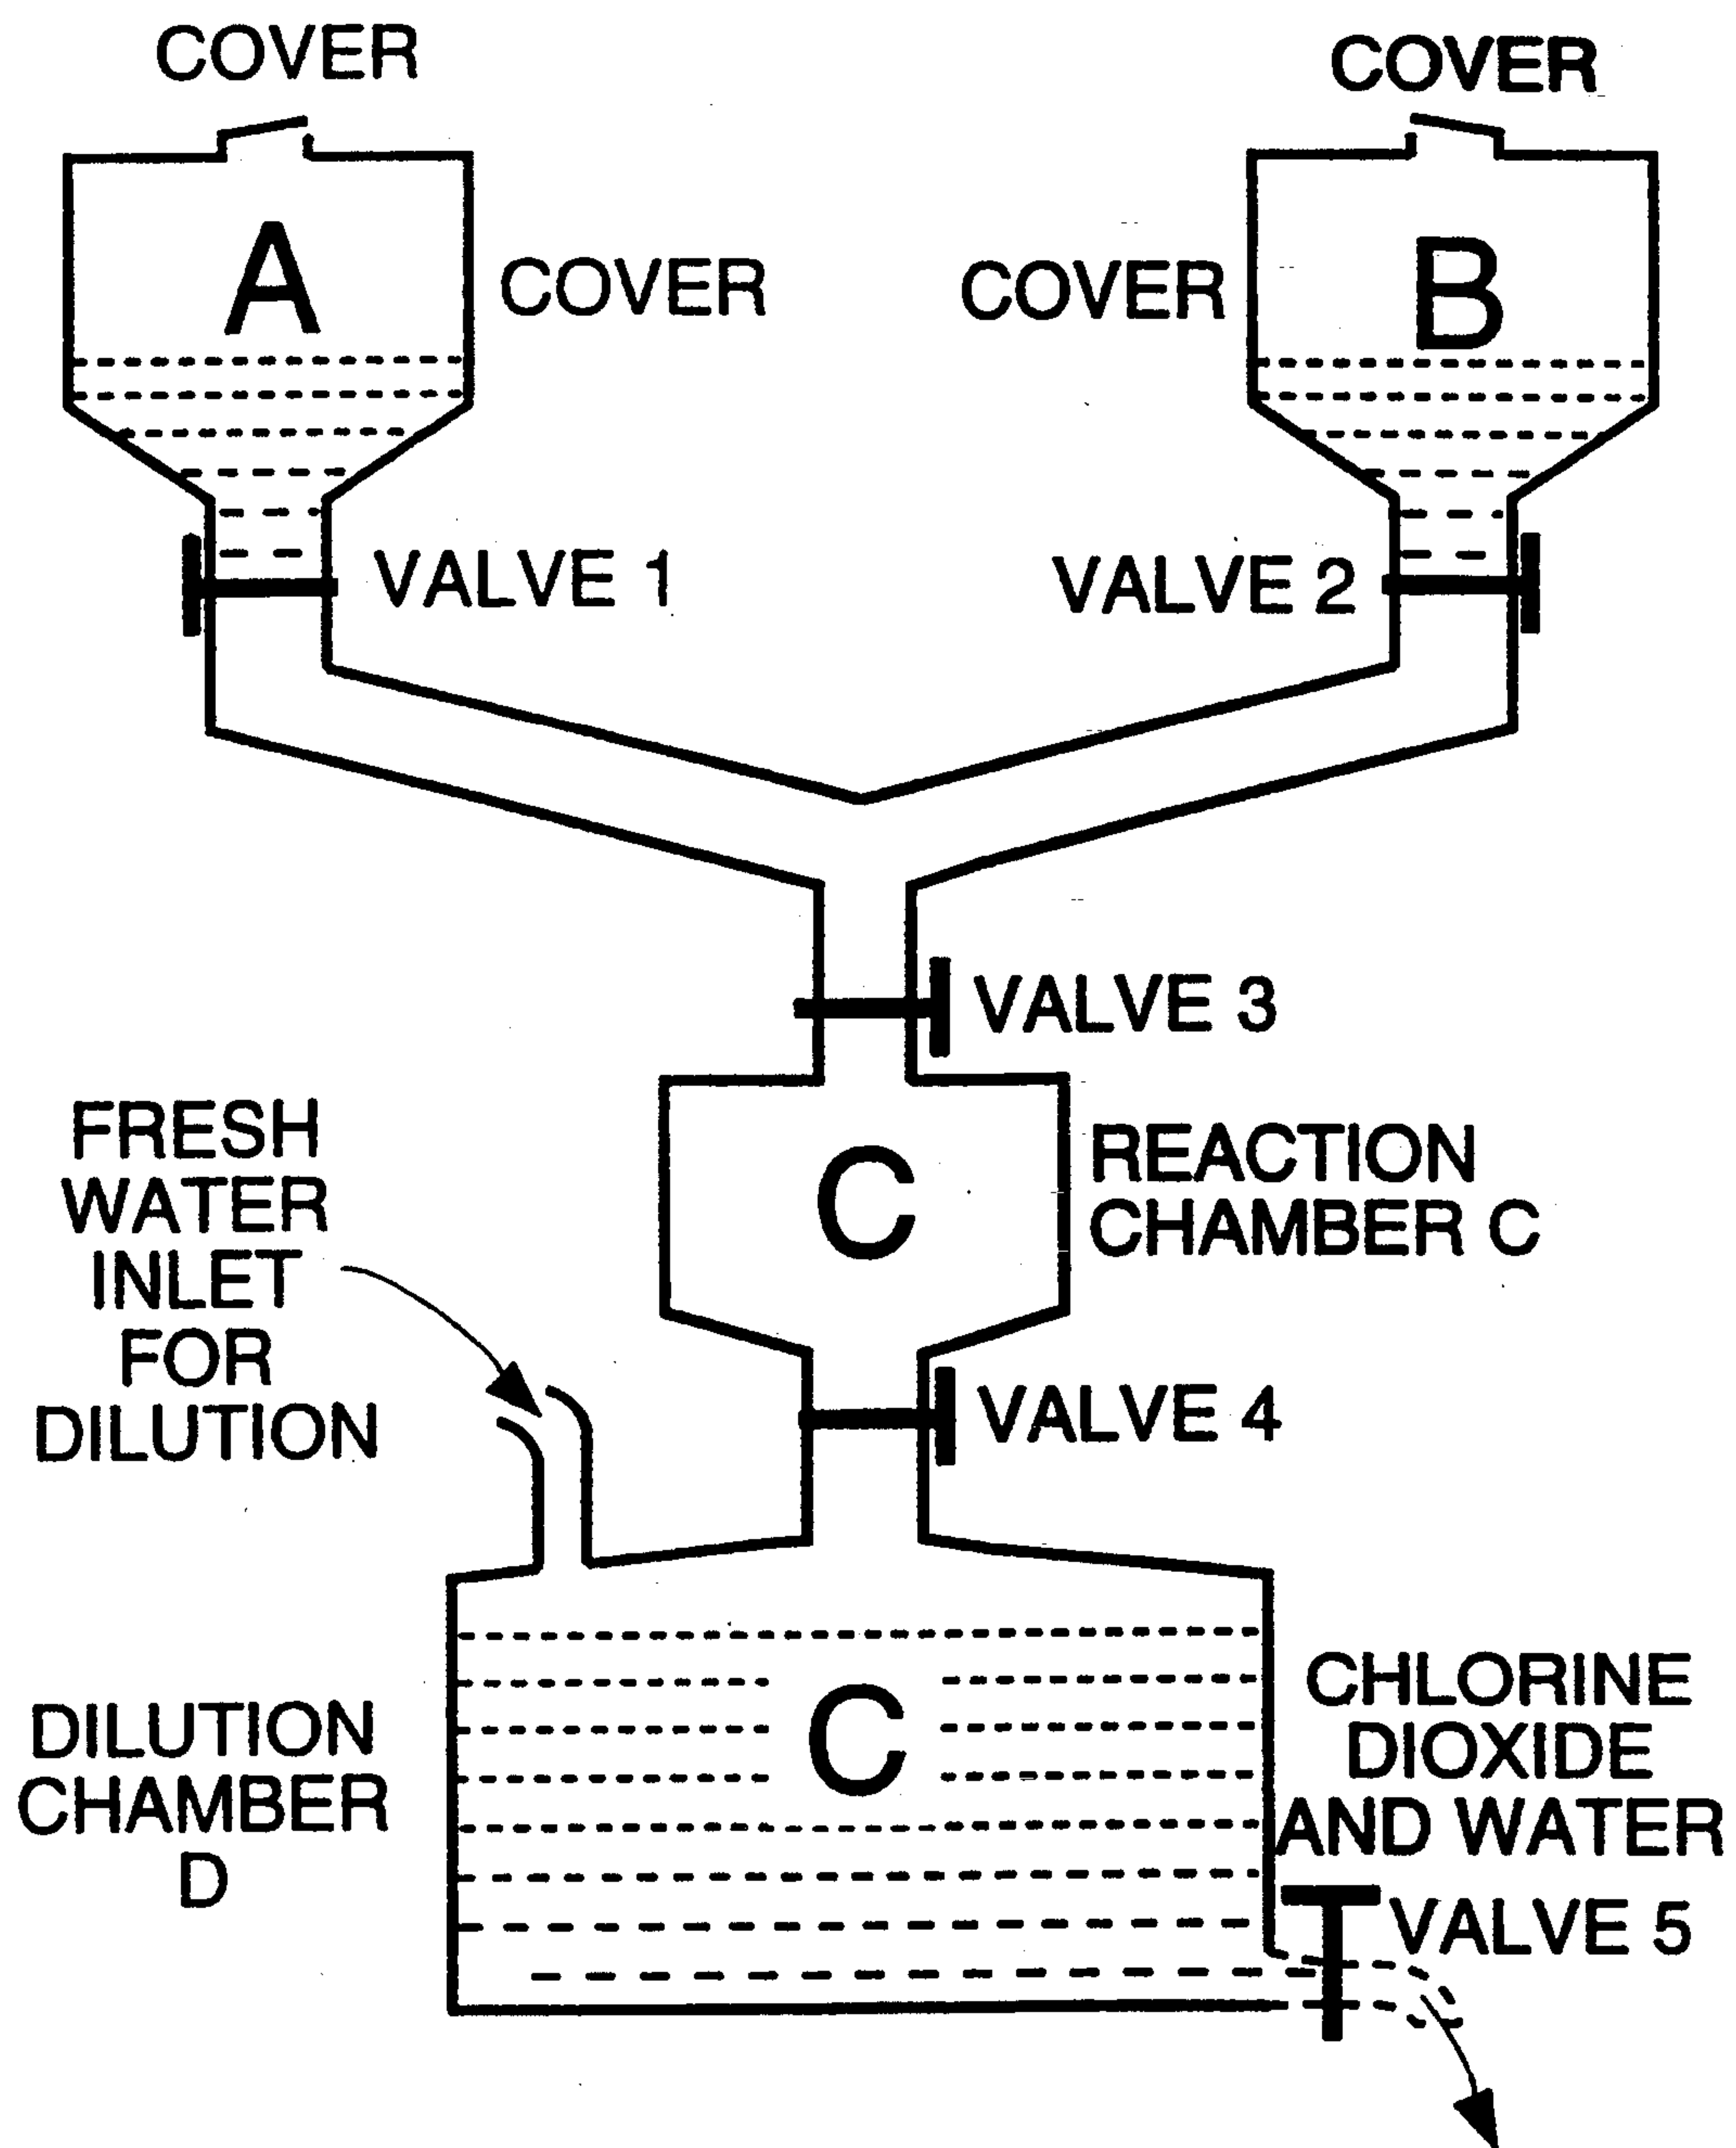 COVER
COVER
A
COVER
COVER
B
VALVE 1
VALVE 2
VALVE 3
FRESH
WATER
INLET
FOR
DILUTION
C
REACTION
CHAMBER C
VALVE 4
DILUTION
CHAMBER
D
C
CHLORINE
DIOXIDE
AND WATER
VALVE 5